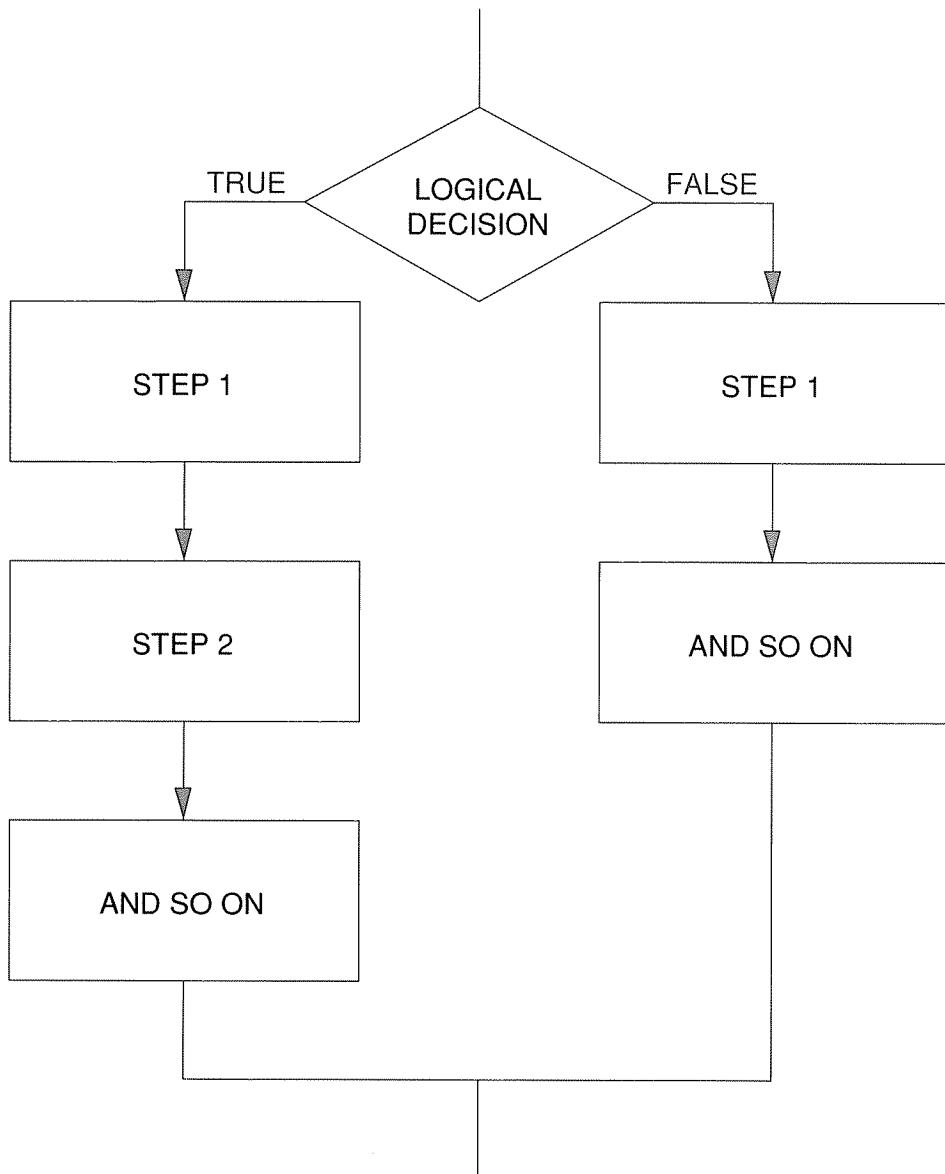 TRUE
LOGICAL
DECISION
FALSE
STEP 1
STEP 1
STEP 2
AND SO ON
AND SO ON